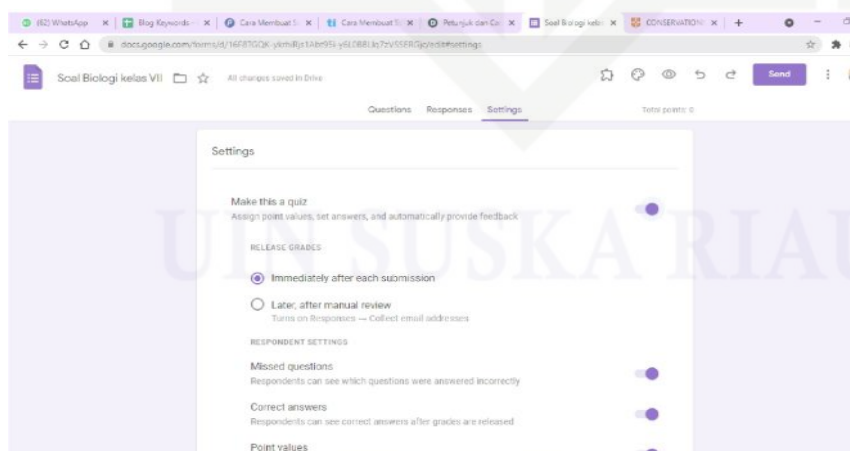 (62) WhatsApp
Blog Keywords -
Cara Membuat S
Cara Membuat
Petunjuk dan Ca
Soal Biologi kelas
CONSERVATION
docs.google.com/forms/d/
/edit#settings
Soal Biologi kelas VII
All changes saved in Drive
Send
Questions Responses Settings
Total points: 0
Settings
Make this a quiz
Assign point values, set answers, and automatically provide feedback
RELEASE GRADES
Immediately after each submission
Later, after manual review
Turns on Responses → Collect email addresses
RESPONDENT SETTINGS
Missed questions
Respondents can see which questions were answered incorrectly
Correct answers
Respondents can see correct answers after grades are released
Point values
UIN SUSKA RIAU